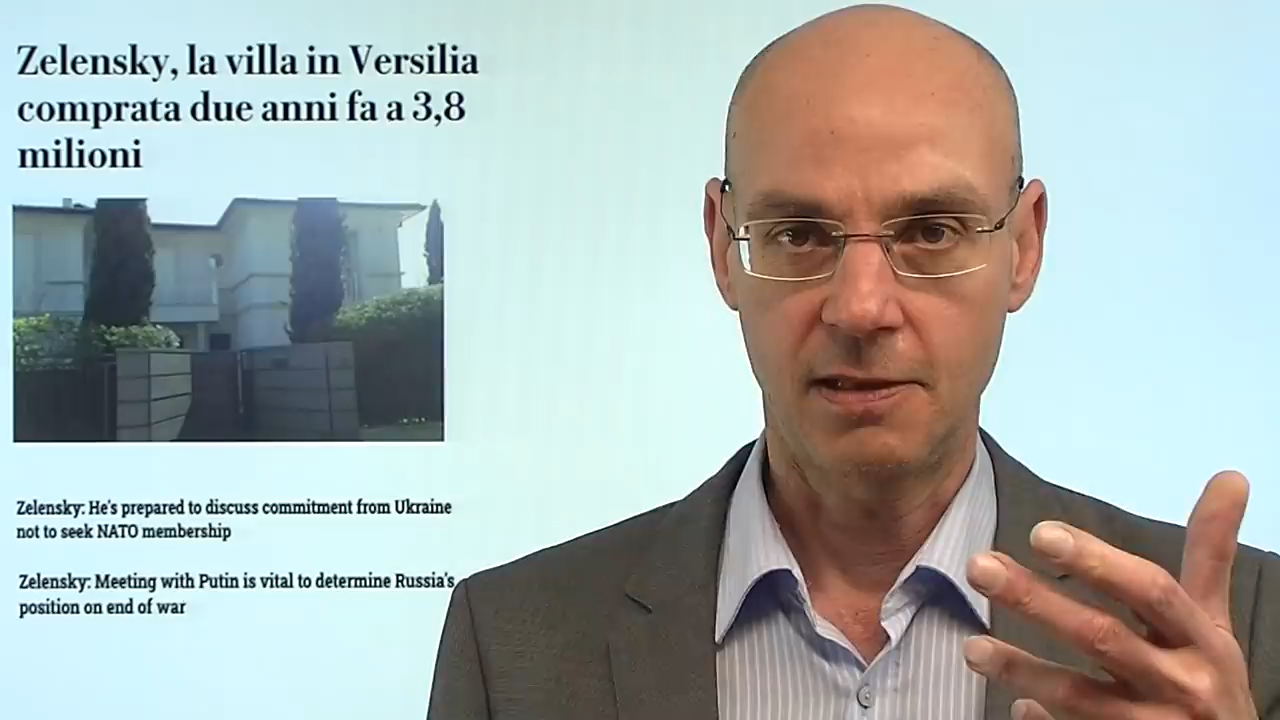 Zelensky, la villa in Versilia
comprata due anni fa a 3,8
milioni
Zelensky: He's prepared to discuss commitment from Ukraine
not to seek NATO membership
Zelensky: Meeting with Putin is vital to determine Russia's
position on end of war